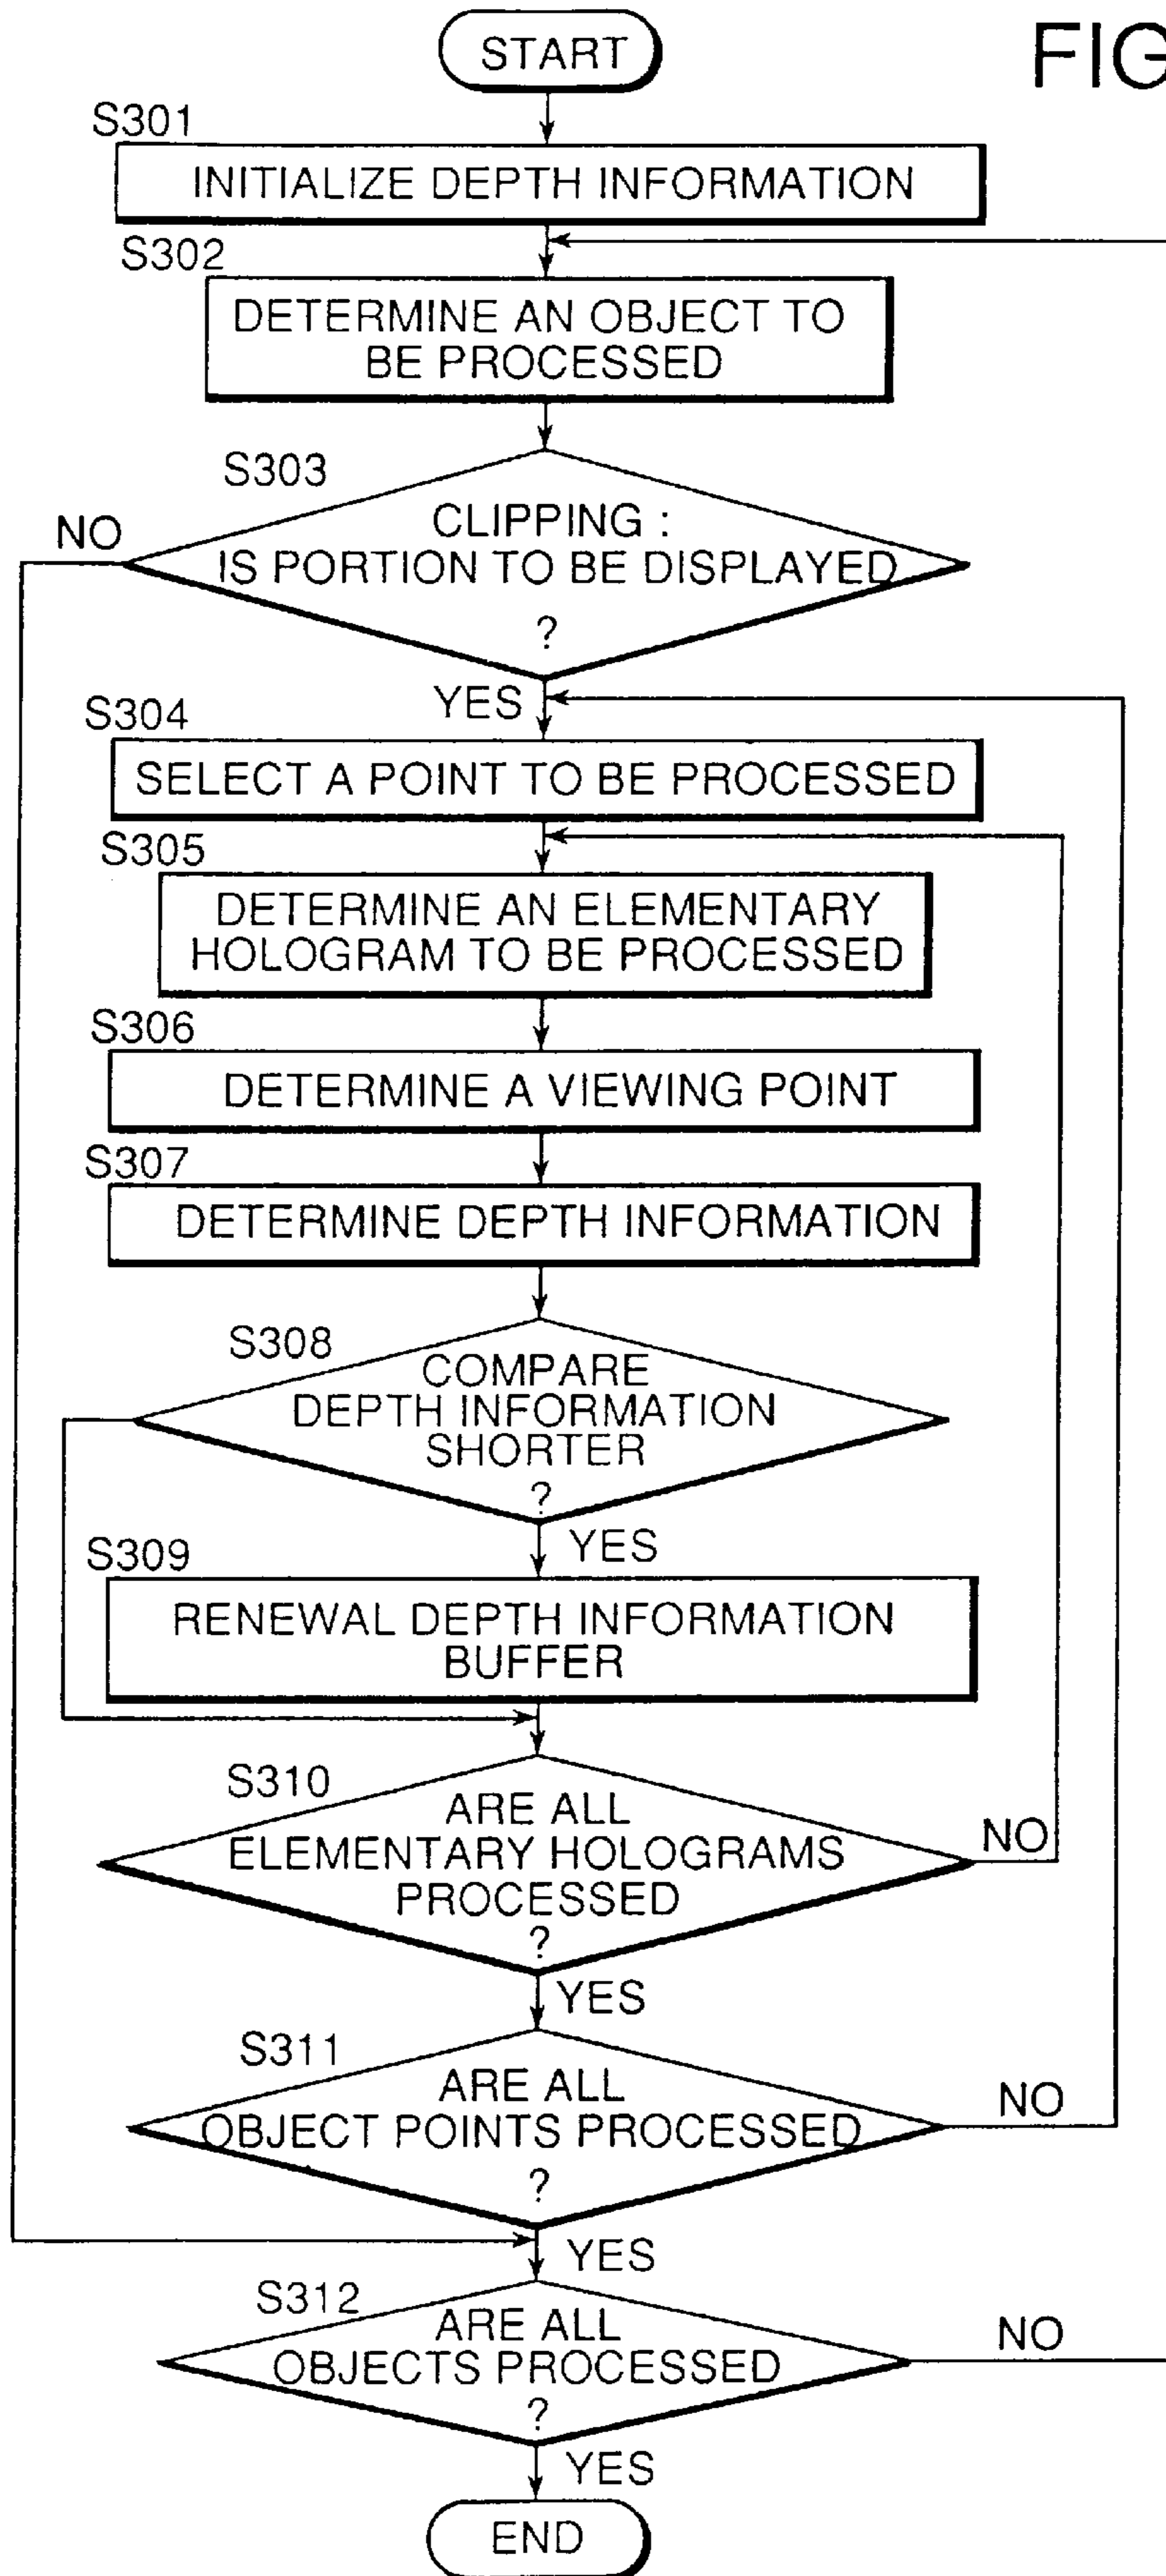 FIG
START
S301
INITIALIZE DEPTH INFORMATION
S302
DETERMINE AN OBJECT TO
BE PROCESSED
S303
NO
CLIPPING :
IS PORTION TO BE DISPLAYED
?
YES
S304
SELECT A POINT TO BE PROCESSED
S305
DETERMINE AN ELEMENTARY
HOLOGRAM TO BE PROCESSED
S306
DETERMINE A VIEWING POINT
S307
DETERMINE DEPTH INFORMATION
S308
COMPARE
DEPTH INFORMATION
SHORTER
?
YES
S309
RENEWAL DEPTH INFORMATION
BUFFER
S310
ARE ALL
ELEMENTARY HOLOGRAMS
PROCESSED
?
NO
YES
S311
ARE ALL
OBJECT POINTS PROCESSED
?
NO
YES
S312
ARE ALL
OBJECTS PROCESSED
?
NO
YES
END